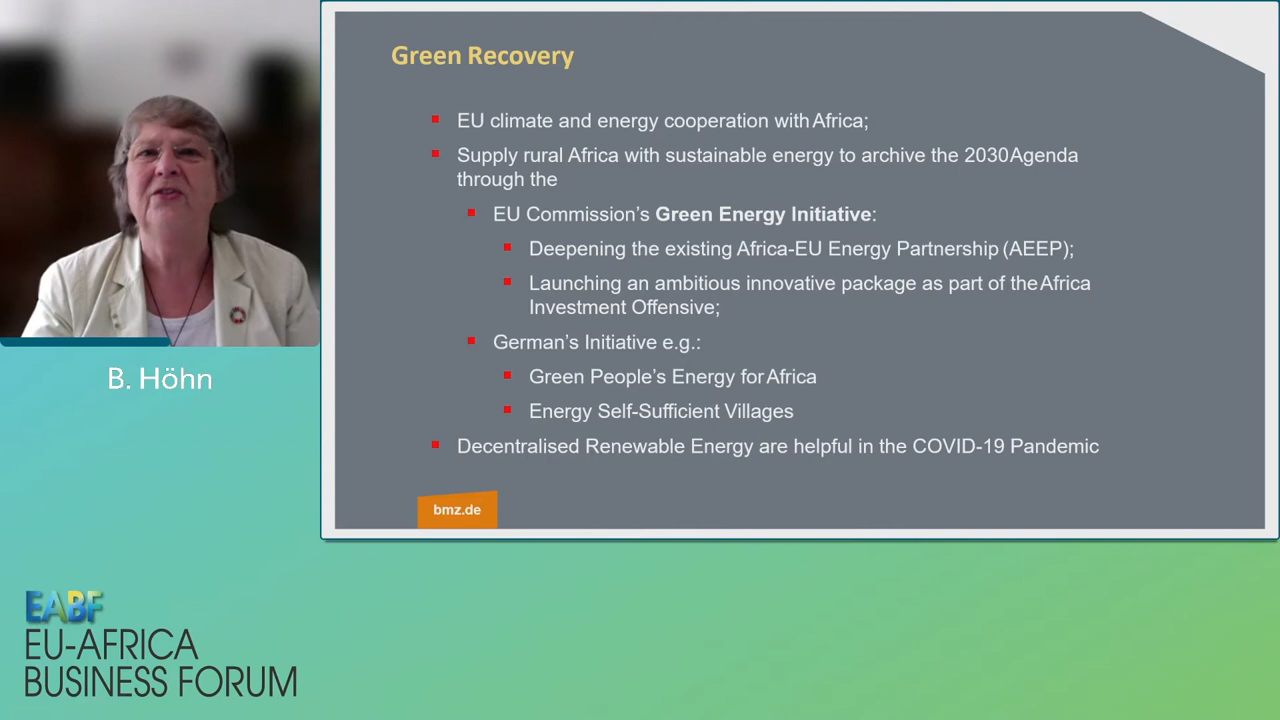 Green Recovery
EU climate and energy cooperation with Africa;
Supply rural Africa with sustainable energy to archive the 2030 Agenda
through the
EU Commission’s Green Energy Initiative:
Deepening the existing Africa-EU Energy Partnership (AEEP);
Launching an ambitious innovative package as part of the Africa
Investment Offensive;
German’s Initiative e.g.:
Green People’s Energy for Africa
Energy Self-Sufficient Villages
Decentralised Renewable Energy are helpful in the COVID-19 Pandemic
bmz.de
B. Höhn
EABF
EU-AFRICA
BUSINESS FORUM